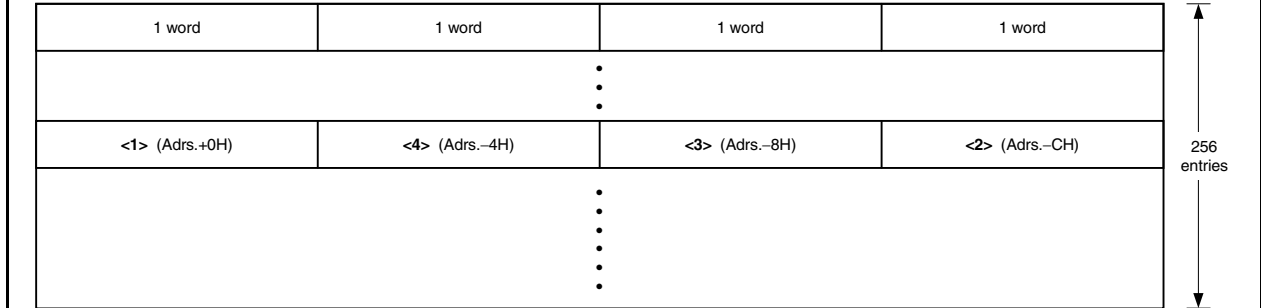 1 word 1 word 1 word 1 word
<1> (Adrs.+0H) <4> (Adrs.−4H) <3> (Adrs.−8H) <2> (Adrs.−CH)
256
entries